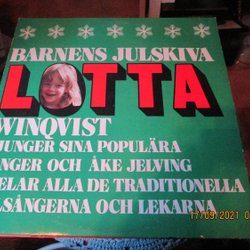 BARNENS JULSKIVA
LOTTA
WINQVIST
JUNGER SINA POPULÄRA
NGER OCH ÅKE JELVING
ELAR ALLA DE TRADITIONELLA
LSÅNGERNA OCH LEKARNA
17/09/2021